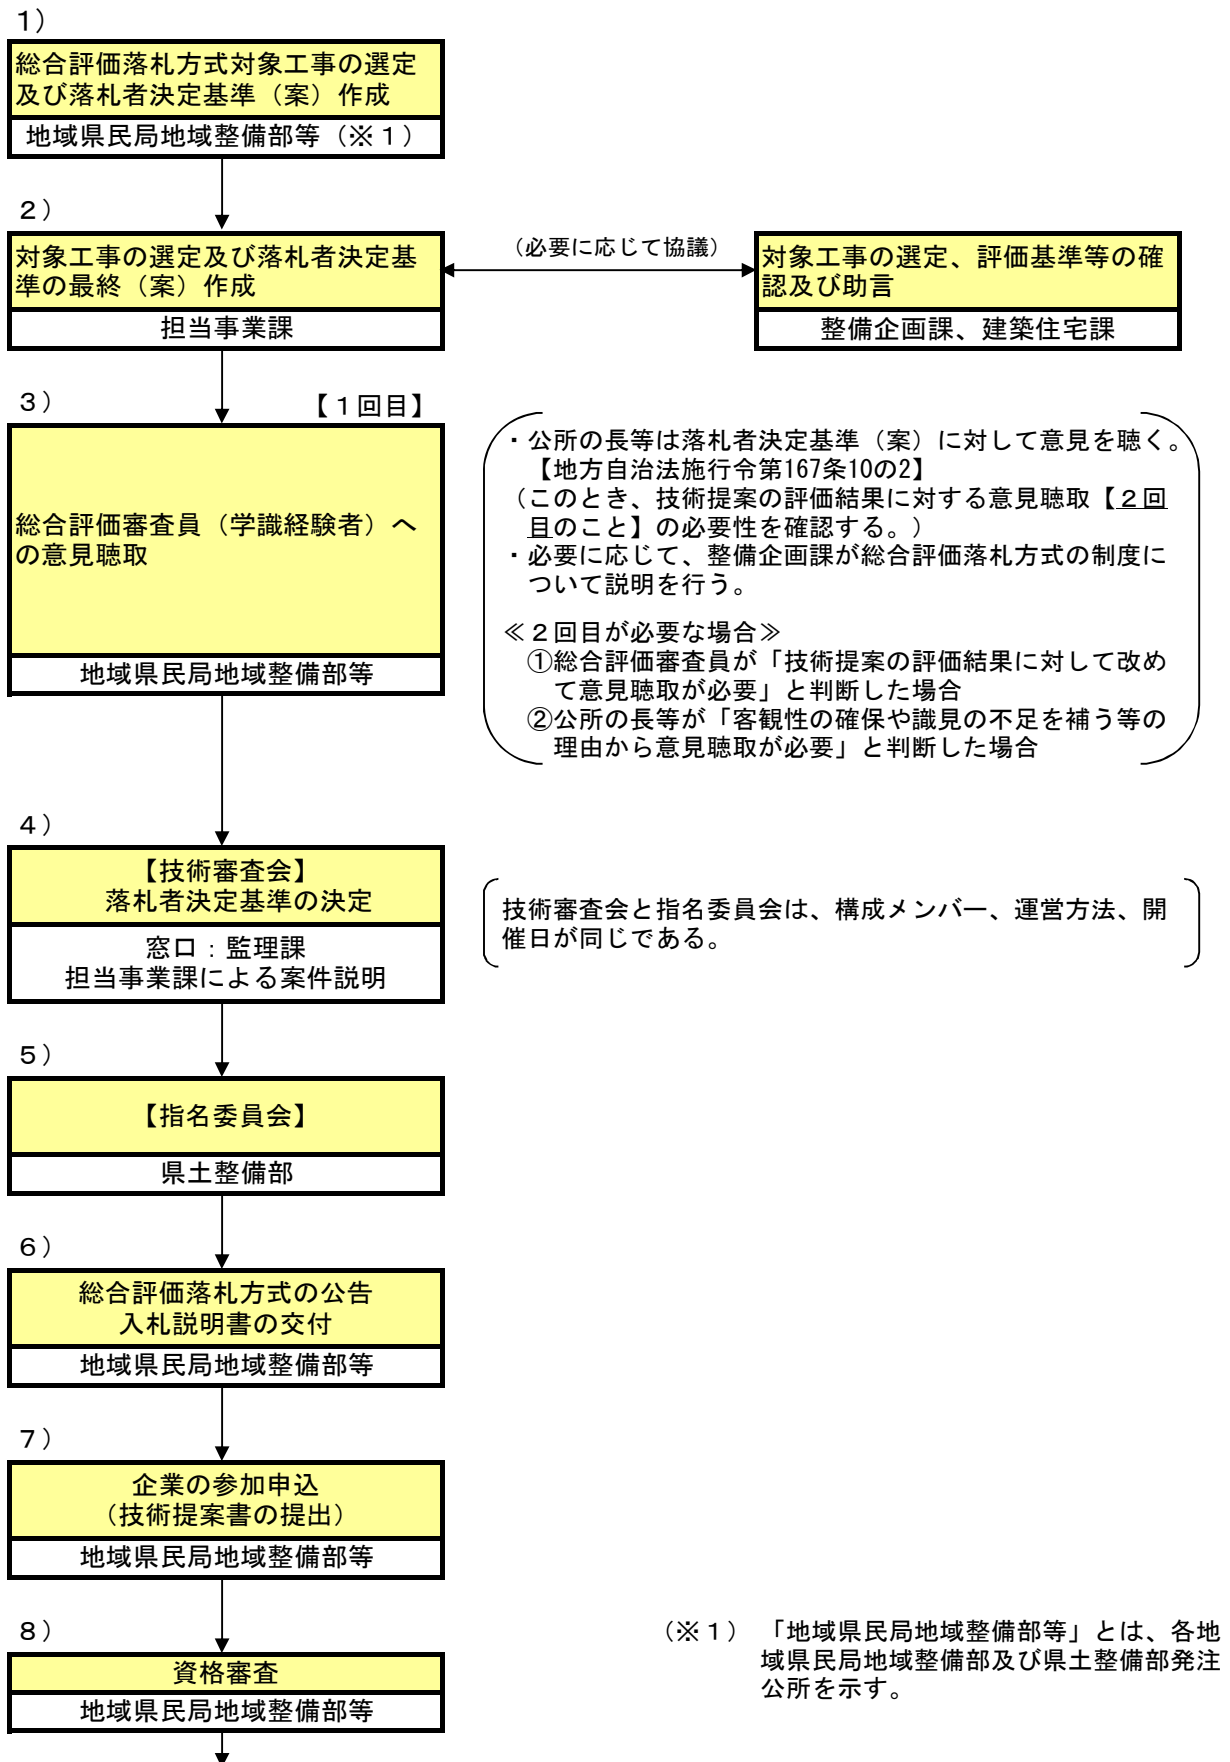 １）
総合評価落札方式対象工事の選定
及び落札者決定基準（案）作成
地域県民局地域整備部等（※１）
２）
対象工事の選定及び落札者決定基
準の最終（案）作成
担当事業課
（必要に応じて協議）
対象工事の選定、評価基準等の確
認及び助言
整備企画課、建築住宅課
３）
【１回目】
総合評価審査員（学識経験者）へ
の意見聴取
地域県民局地域整備部等
・公所の長等は落札者決定基準（案）に対して意見を聴く。
【地方自治法施行令第167条10の2】
（このとき、技術提案の評価結果に対する意見聴取【２回
目のこと】の必要性を確認する。）
・必要に応じて、整備企画課が総合評価落札方式の制度に
ついて説明を行う。
≪２回目が必要な場合≫
①総合評価審査員が「技術提案の評価結果に対して改め
て意見聴取が必要」と判断した場合
②公所の長等が「客観性の確保や識見の不足を補う等の
理由から意見聴取が必要」と判断した場合
４）
【技術審査会】
落札者決定基準の決定
窓口：監理課
担当事業課による案件説明
技術審査会と指名委員会は、構成メンバー、運営方法、開
催日が同じである。
５）
【指名委員会】
県土整備部
６）
総合評価落札方式の公告
入札説明書の交付
地域県民局地域整備部等
７）
企業の参加申込
（技術提案書の提出）
地域県民局地域整備部等
８）
資格審査
地域県民局地域整備部等
（※１）　「地域県民局地域整備部等」とは、各地
域県民局地域整備部及び県土整備部発注
公所を示す。